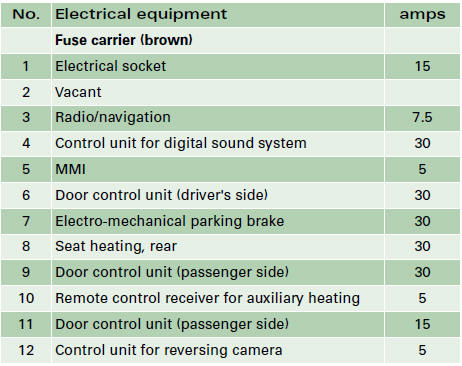 No. Electrical equipment amps
Fuse carrier (brown)
1 Electrical socket 15
2 Vacant
3 Radio/navigation 7.5
4 Control unit for digital sound system 30
5 MMI 5
6 Door control unit (driver's side) 30
7 Electro-mechanical parking brake 30
8 Seat heating, rear 30
9 Door control unit (passenger side) 30
10 Remote control receiver for auxiliary heating 5
11 Door control unit (passenger side) 15
12 Control unit for reversing camera 5